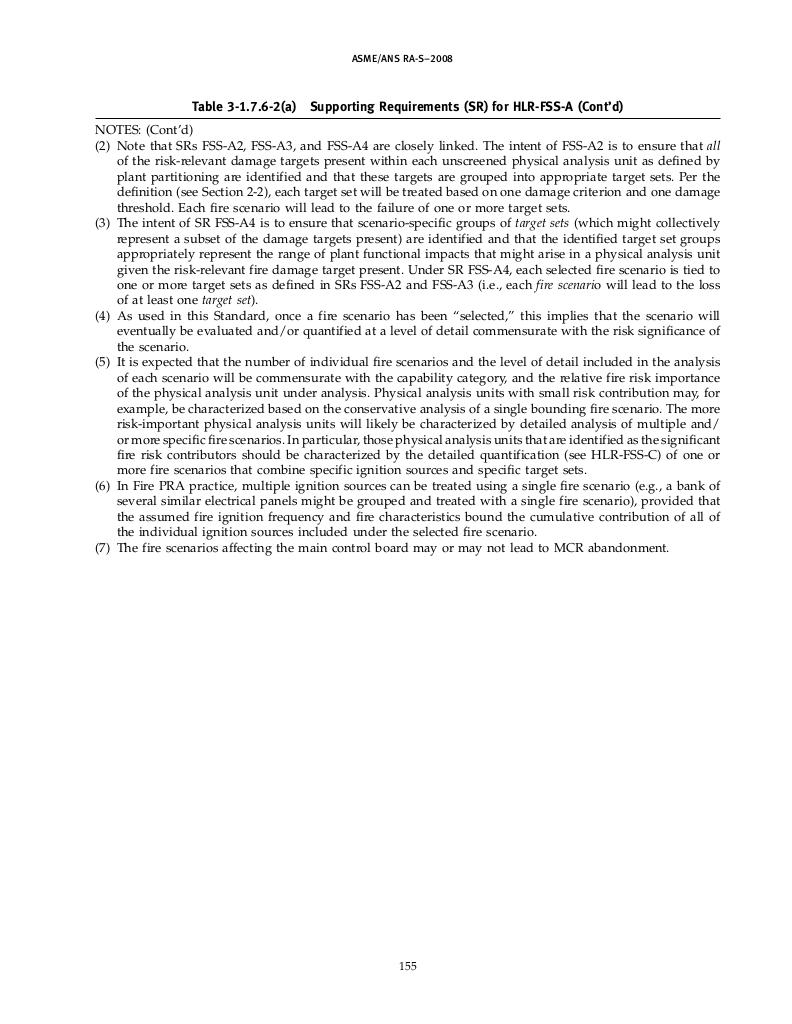 ASME/ANS RA-S–2008
Table 3-1.7.6-2(a) Supporting Requirements (SR) for HLR-FSS-A (Cont’d)
NOTES: (Cont’d)
(2) Note that SRs FSS-A2, FSS-A3, and FSS-A4 are closely linked. The intent of FSS-A2 is to ensure that all
of the risk-relevant damage targets present within each unscreened physical analysis unit as defined by
plant partitioning are identified and that these targets are grouped into appropriate target sets. Per the
definition (see Section 2-2), each target set will be treated based on one damage criterion and one damage
threshold. Each fire scenario will lead to the failure of one or more target sets.
(3) The intent of SR FSS-A4 is to ensure that scenario-specific groups of target sets (which might collectively
represent a subset of the damage targets present) are identified and that the identified target set groups
appropriately represent the range of plant functional impacts that might arise in a physical analysis unit
given the risk-relevant fire damage target present. Under SR FSS-A4, each selected fire scenario is tied to
one or more target sets as defined in SRs FSS-A2 and FSS-A3 (i.e., each fire scenario will lead to the loss
of at least one target set).
(4) As used in this Standard, once a fire scenario has been “selected,” this implies that the scenario will
eventually be evaluated and/or quantified at a level of detail commensurate with the risk significance of
the scenario.
(5) It is expected that the number of individual fire scenarios and the level of detail included in the analysis
of each scenario will be commensurate with the capability category, and the relative fire risk importance
of the physical analysis unit under analysis. Physical analysis units with small risk contribution may, for
example, be characterized based on the conservative analysis of a single bounding fire scenario. The more
risk-important physical analysis units will likely be characterized by detailed analysis of multiple and/
or more specific fire scenarios. In particular, those physical analysis units that are identified as the significant
fire risk contributors should be characterized by the detailed quantification (see HLR-FSS-C) of one or
more fire scenarios that combine specific ignition sources and specific target sets.
(6) In Fire PRA practice, multiple ignition sources can be treated using a single fire scenario (e.g., a bank of
several similar electrical panels might be grouped and treated with a single fire scenario), provided that
the assumed fire ignition frequency and fire characteristics bound the cumulative contribution of all of
the individual ignition sources included under the selected fire scenario.
(7) The fire scenarios affecting the main control board may or may not lead to MCR abandonment.
155